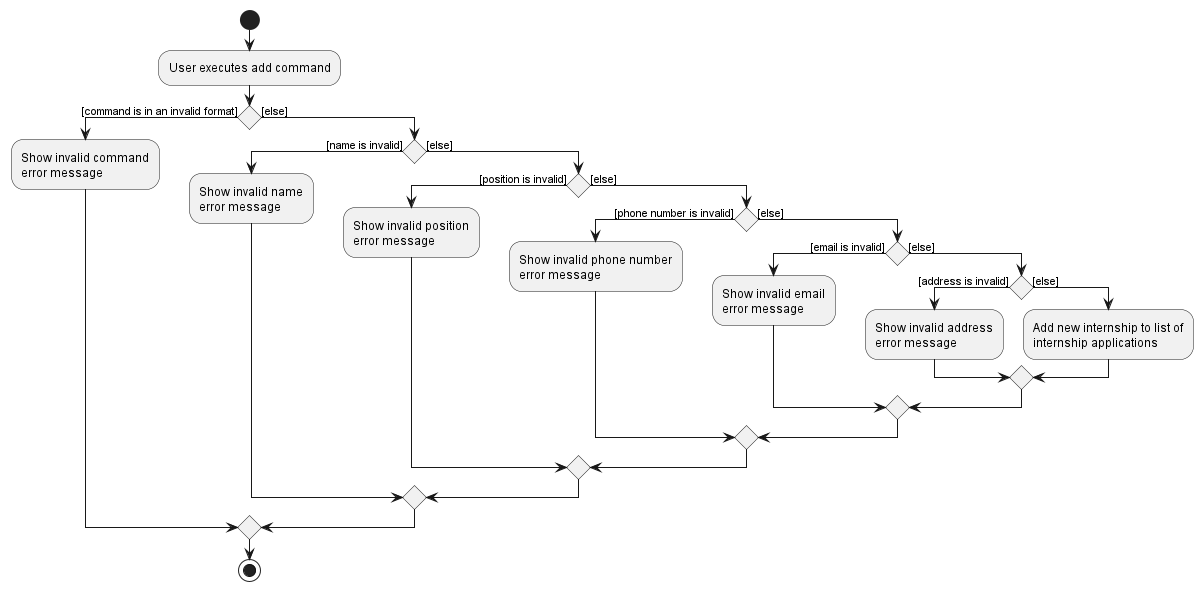 User executes add command
[command is in an invalid format]
[else]
Show invalid command
error message
[name is invalid]
[else]
Show invalid name
error message
[position is invalid]
[else]
Show invalid position
error message
[phone number is invalid]
[else]
Show invalid phone number
error message
[email is invalid]
[else]
Show invalid email
error message
[address is invalid]
[else]
Show invalid address
error message
Add new internship to list of
internship applications